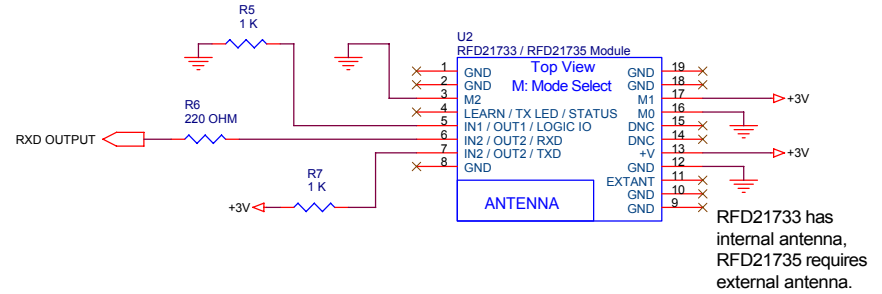 R5
1 K
R6
220 OHM
RXD OUTPUT
R7
1 K
+3V
U2
RFD21733 / RFD21735 Module
Top View
M: Mode Select
1 GND
2 GND
3 M2
4 LEARN / TX LED / STATUS
5 IN1 / OUT1 / LOGIC IO
6 IN2 / OUT2 / RXD
7 IN2 / OUT2 / TXD
8 GND
GND 19
GND 18
M1 17
M0 16
DNC 15
DNC 14
+V 13
GND 12
EXTANT 11
GND 10
GND 9
ANTENNA
+3V
+3V
RFD21733 has
internal antenna,
RFD21735 requires
external antenna.